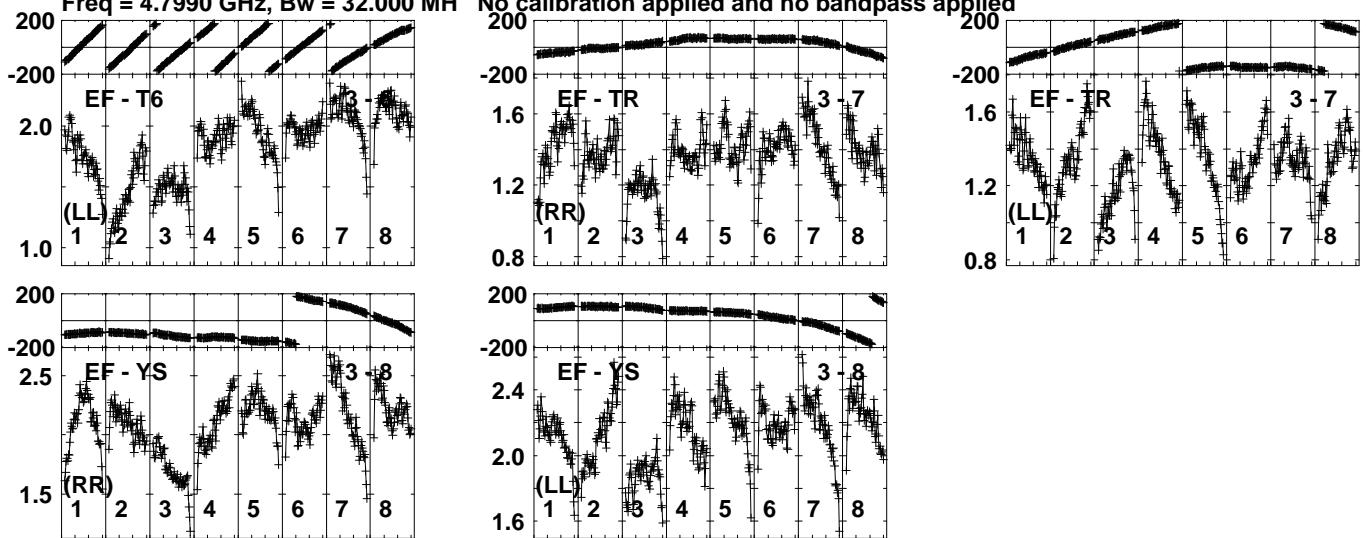 Freq = 4.7990 GHz, Bw = 32.000 MH No calibration applied and no bandpass applied
200
-200
EF - T6
3 - 6
2.0
1.0
(LL)
1 2 3 4 5 6 7 8
200
-200
EF - TR
3 - 7
1.6
1.2
0.8
(RR)
1 2 3 4 5 6 7 8
200
-200
EF - TR
3 - 7
1.6
1.2
0.8
(LL)
1 2 3 4 5 6 7 8
200
-200
EF - YS
3 - 8
2.5
1.5
(RR)
1 2 3 4 5 6 7 8
200
-200
EF - YS
3 - 8
2.4
2.0
1.6
(LL)
1 2 3 4 5 6 7 8